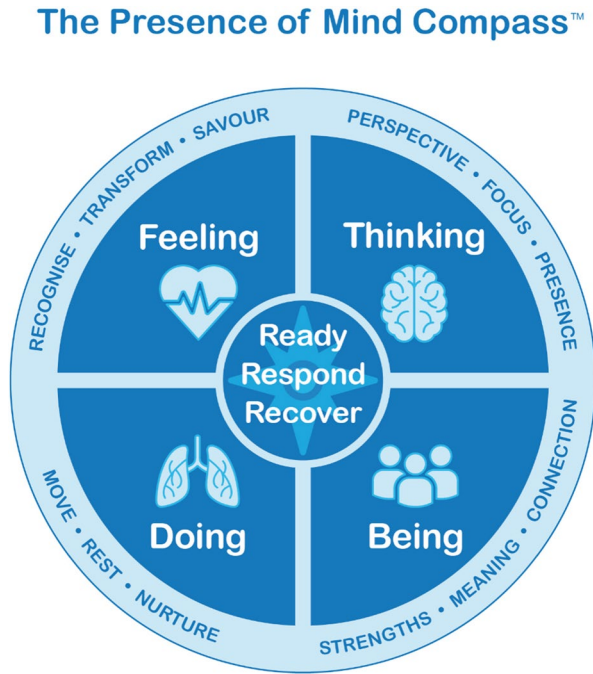 The Presence of Mind Compass™
RECOGNISE • TRANSFORM • SAVOUR
PERSPECTIVE • FOCUS • PRESENCE
Feeling
Thinking
Ready
Respond
Recover
Doing
Being
MOVE • REST • NURTURE
STRENGTHS • MEANING • CONNECTION